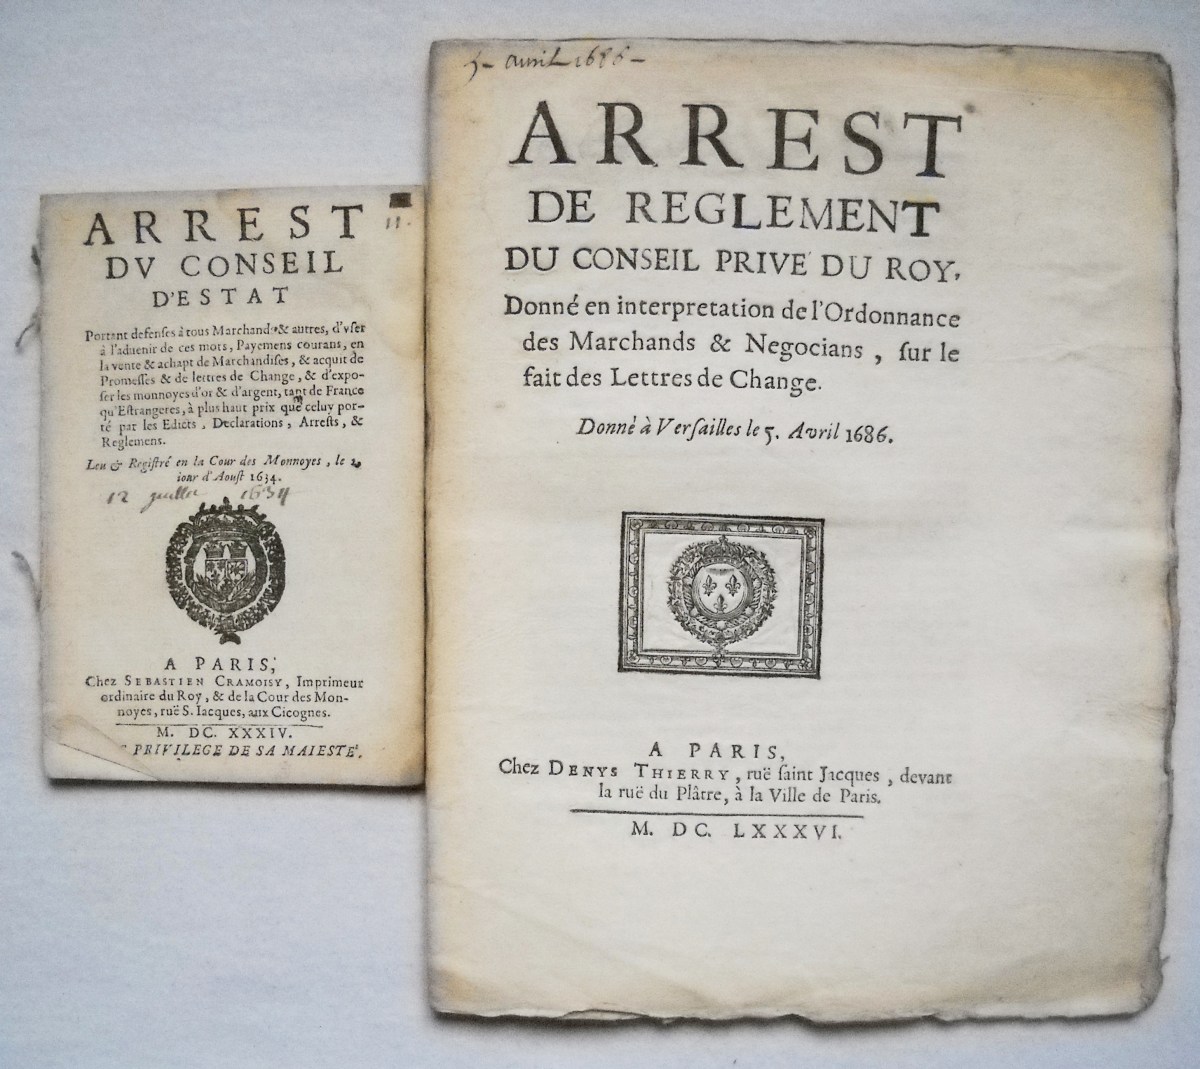 ARREST
DV CONSEIL
D'ESTAT
Portant defenses à tous Marchands & autres, d'vser
à l'aduenir de ces mots, Payemens courans, en
la vente & achapt de Marchandises, & acquit de
Promesses & de lettres de Change, & d'expo-
ser les monnoyes d'or & d'argent, tant de France
qu'Estrangeres, à plus haut prix que celuy por-
té par les Edicts, Declarations, Arrests, &
Reglemens.
Leu & Registré en la Cour des Monnoyes, le
iour d'Aoust 1634.
12 juillet 1634
A PARIS,
Chez SEBASTIEN CRAMOISY, Imprimeur
ordinaire du Roy, & de la Cour des Mon-
noyes, ruë S. Iacques, aux Cicognes.
M. DC. XXXIV.
PRIVILEGE DE SA MAIESTE'.
11.
5 - avril 1686 -
ARREST
DE REGLEMENT
DU CONSEIL PRIVE' DU ROY,
Donné en interpretation de l'Ordonnance
des Marchands & Negocians, sur le
fait des Lettres de Change.
Donné à Versailles le 5. Avril 1686.
A PARIS,
Chez DENYS THIERRY, ruë saint Jacques, devant
la ruë du Plâtre, à la Ville de Paris.
M. DC. LXXXVI.